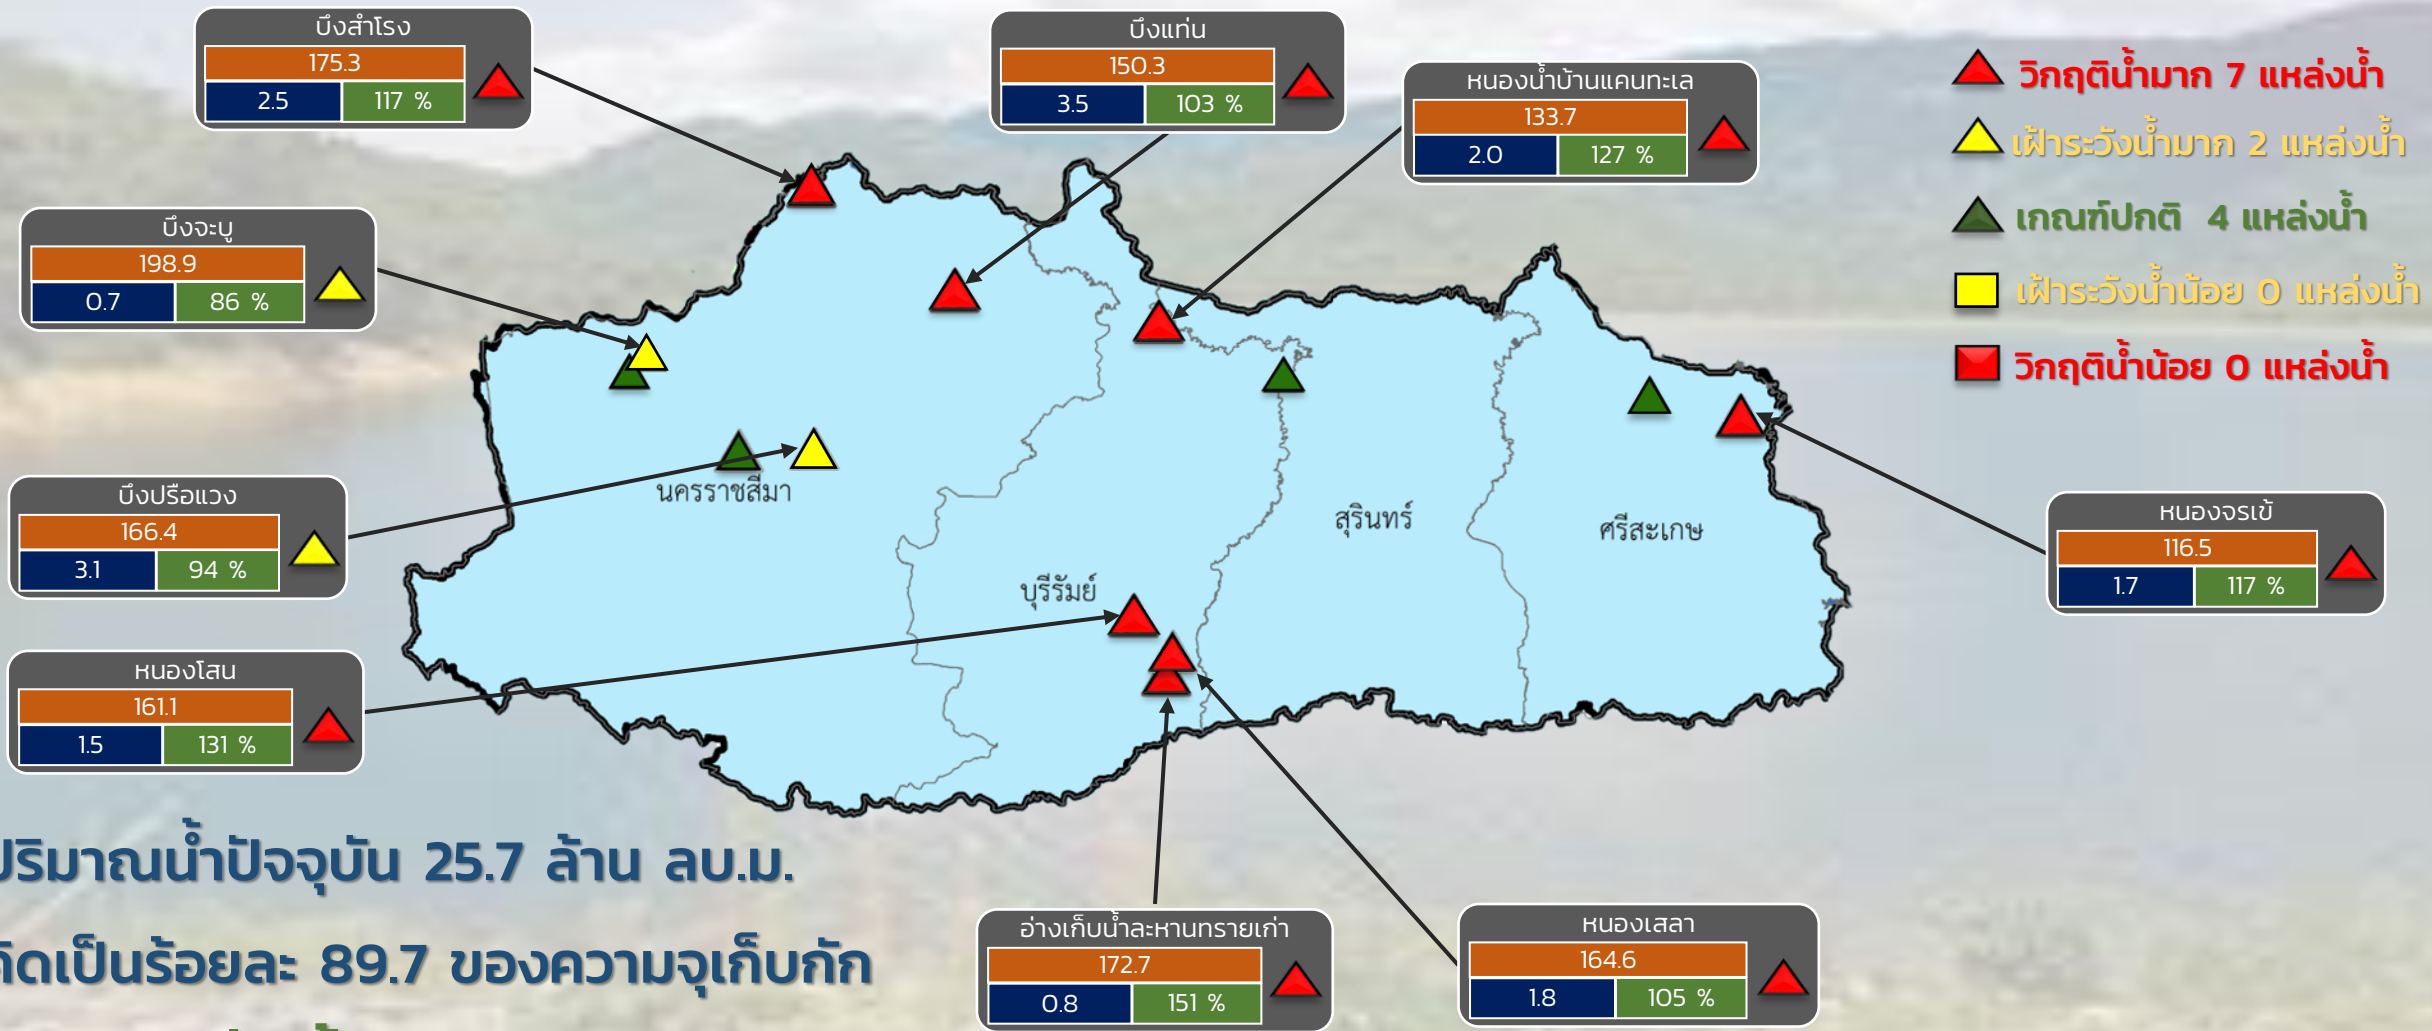 บึงสำโรง
175.3
2.5 117 %
บึงแท่น
150.3
3.5 103 %
หนองน้ำบ้านแคนทะเล
133.7
2.0 127 %
วิกฤติน้ำมาก 7 แหล่งน้ำ
เฝ้าระวังน้ำมาก 2 แหล่งน้ำ
เกณฑ์ปกติ 4 แหล่งน้ำ
เฝ้าระวังน้ำน้อย 0 แหล่งน้ำ
วิกฤติน้ำน้อย 0 แหล่งน้ำ
บึงจะบู
198.9
0.7 86 %
บึงปรือแวง
166.4
3.1 94 %
นครราชสีมา
บุรีรัมย์
สุรินทร์
ศรีสะเกษ
หนองจรเข้
116.5
1.7 117 %
หนองโสน
161.1
1.5 131 %
ปริมาณน้ำปัจจุบัน 25.7 ล้าน ลบ.ม.
คิดเป็นร้อยละ 89.7 ของความจุเก็บกัก
อ่างเก็บน้ำละหานทรายเก่า
172.7
0.8 151 %
หนองเสลา
164.6
1.8 105 %